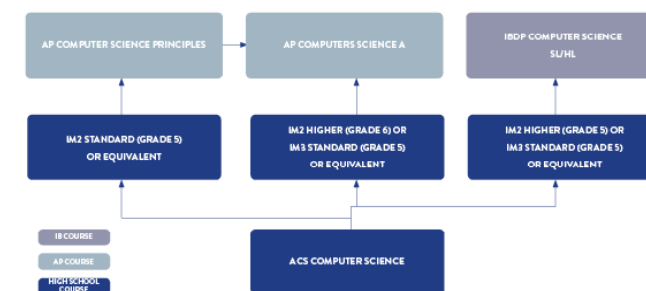 AP COMPUTER SCIENCE PRINCIPLES
AP COMPUTERS SCIENCE A
IBDP COMPUTER SCIENCE
SL/HL
IM2 STANDARD (GRADE 5)
OR EQUIVALENT
IM2 HIGHER (GRADE 6) OR
IM3 STANDARD (GRADE 5)
OR EQUIVALENT
IM2 HIGHER (GRADE 5) OR
IM3 STANDARD (GRADE 5)
OR EQUIVALENT
IB COURSE
AP COURSE
HIGH SCHOOL
COURSE
ACS COMPUTER SCIENCE